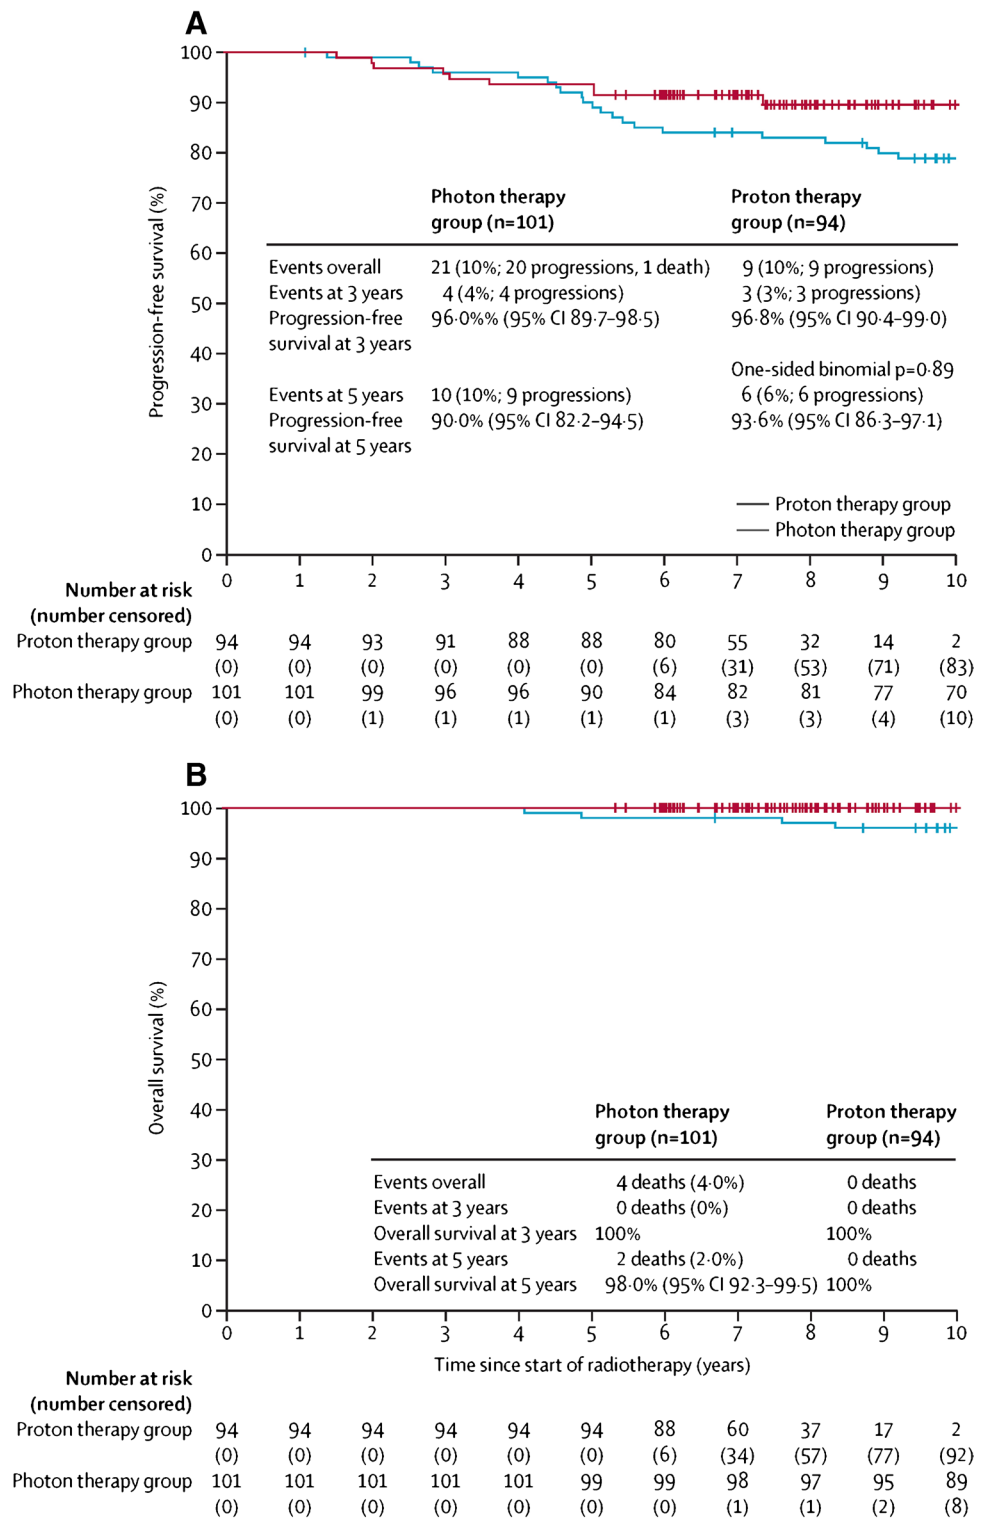 A
100
90
80
70
60
50
40
30
20
10
0
Progression-free survival (%)
Photon therapy group (n=101)
Proton therapy group (n=94)
Events overall 21 (10%; 20 progressions, 1 death) 9 (10%; 9 progressions)
Events at 3 years 4 (4%; 4 progressions) 3 (3%; 3 progressions)
Progression-free 96·0%% (95% CI 89·7–98·5) 96·8% (95% CI 90·4–99·0)
survival at 3 years
One-sided binomial p=0·89
Events at 5 years 10 (10%; 9 progressions) 6 (6%; 6 progressions)
Progression-free 90·0% (95% CI 82·2–94·5) 93·6% (95% CI 86·3–97·1)
survival at 5 years
Proton therapy group
Photon therapy group
0 1 2 3 4 5 6 7 8 9 10
Number at risk
(number censored)
Proton therapy group 94 94 93 91 88 88 80 55 32 14 2
(0) (0) (0) (0) (0) (0) (6) (31) (53) (71) (83)
Photon therapy group 101 101 99 96 96 90 84 82 81 77 70
(0) (0) (1) (1) (1) (1) (1) (3) (3) (4) (10)
B
100
90
80
70
60
50
40
30
20
10
0
Overall survival (%)
Photon therapy group (n=101)
Proton therapy group (n=94)
Events overall 4 deaths (4·0%) 0 deaths
Events at 3 years 0 deaths (0%) 0 deaths
Overall survival at 3 years 100% 100%
Events at 5 years 2 deaths (2·0%) 0 deaths
Overall survival at 5 years 98·0% (95% CI 92·3–99·5) 100%
0 1 2 3 4 5 6 7 8 9 10
Time since start of radiotherapy (years)
Number at risk
(number censored)
Proton therapy group 94 94 94 94 94 94 88 60 37 17 2
(0) (0) (0) (0) (0) (0) (6) (34) (57) (77) (92)
Photon therapy group 101 101 101 101 101 99 99 98 97 95 89
(0) (0) (0) (0) (0) (0) (0) (1) (1) (2) (8)